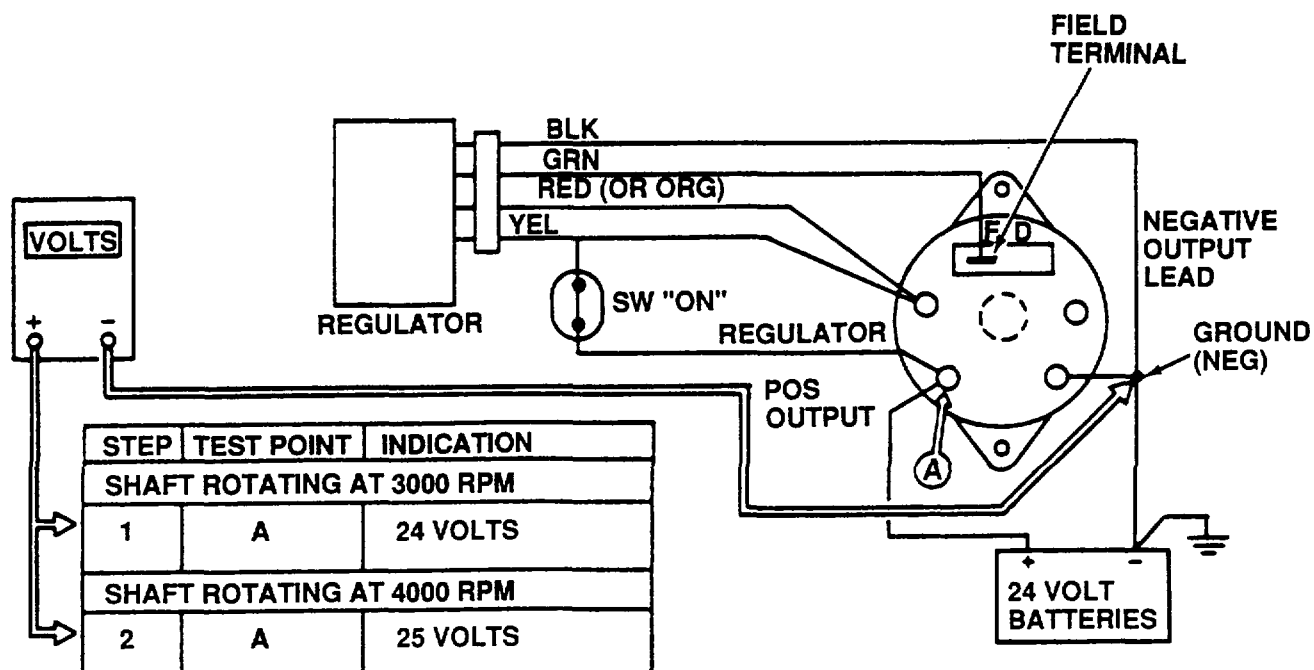 FIELD
TERMINAL
BLK
GRN
RED (OR ORG)
YEL
VOLTS
+ -
REGULATOR
SW "ON"
REGULATOR
F D
NEGATIVE
OUTPUT
LEAD
GROUND
(NEG)
POS
OUTPUT
A
STEP TEST POINT INDICATION
SHAFT ROTATING AT 3000 RPM
1 A 24 VOLTS
SHAFT ROTATING AT 4000 RPM
2 A 25 VOLTS
+ -
24 VOLT
BATTERIES